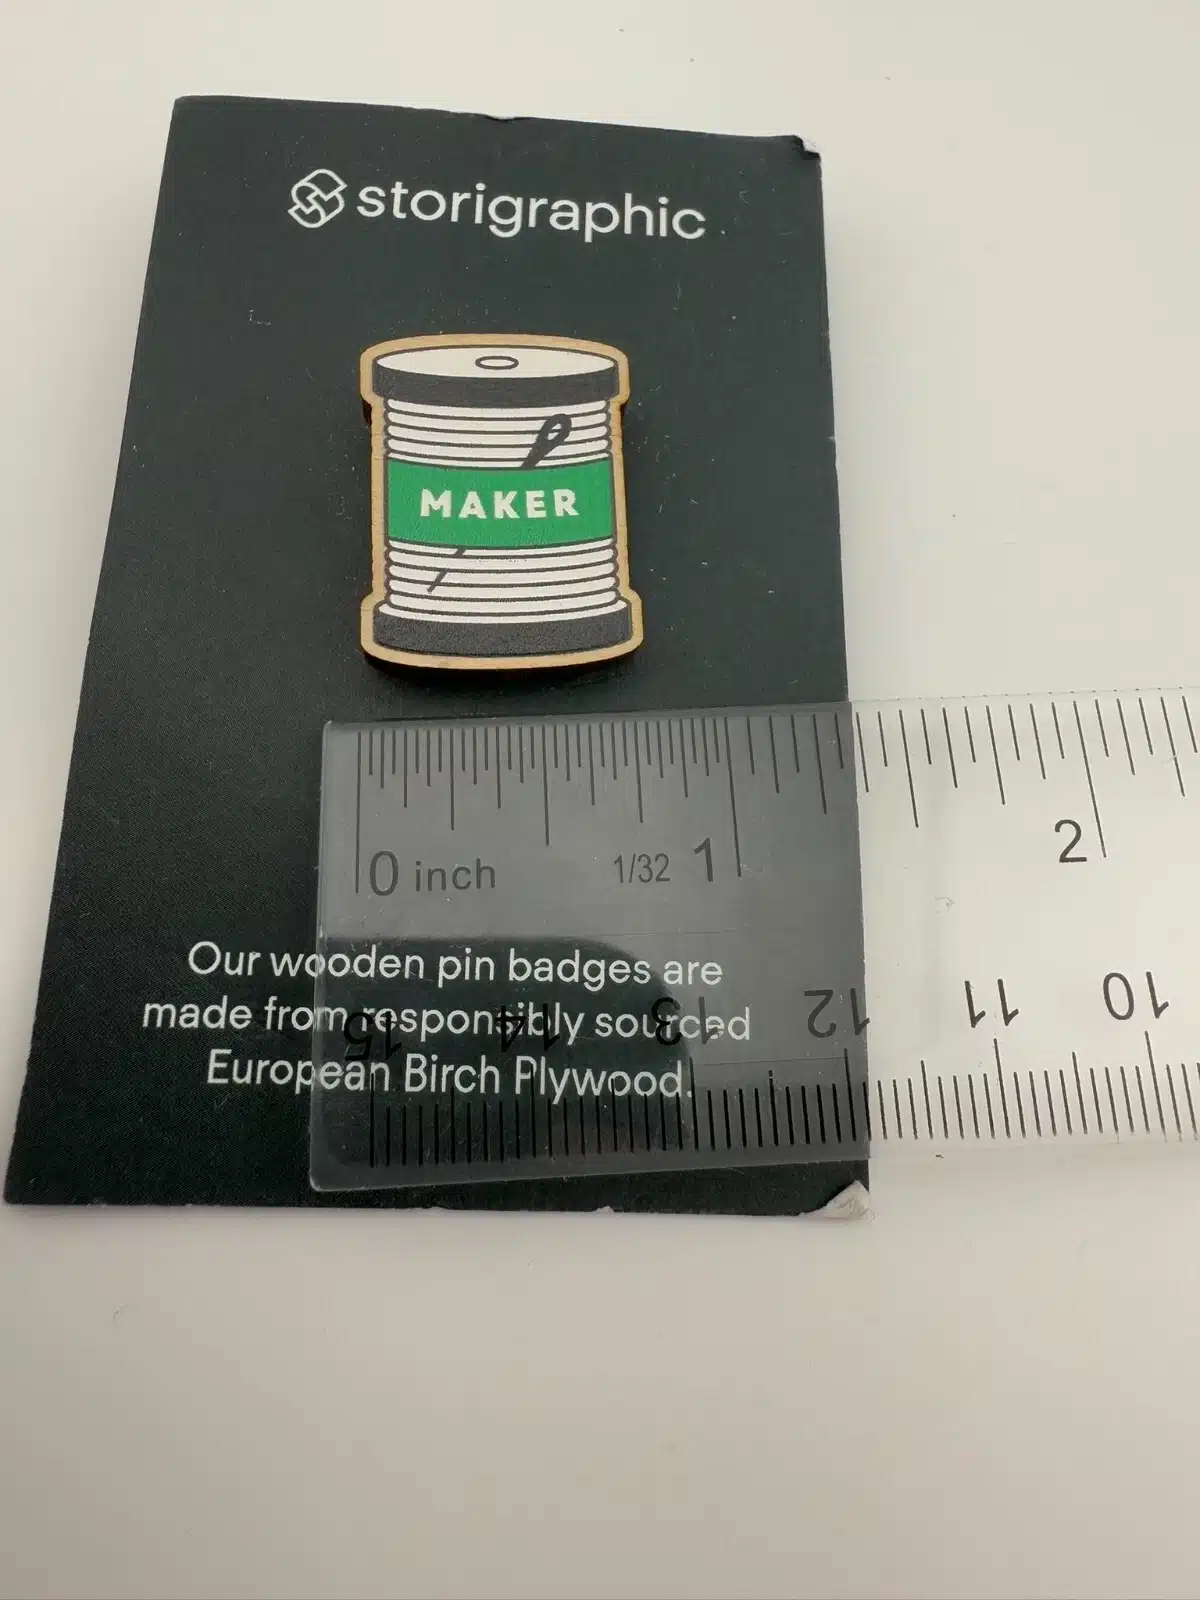 storigraphic
MAKER
0 inch 1/32 1 2
Our wooden pin badges are
made from responsibly sourced
European Birch Plywood.
15 14 13 12 11 10